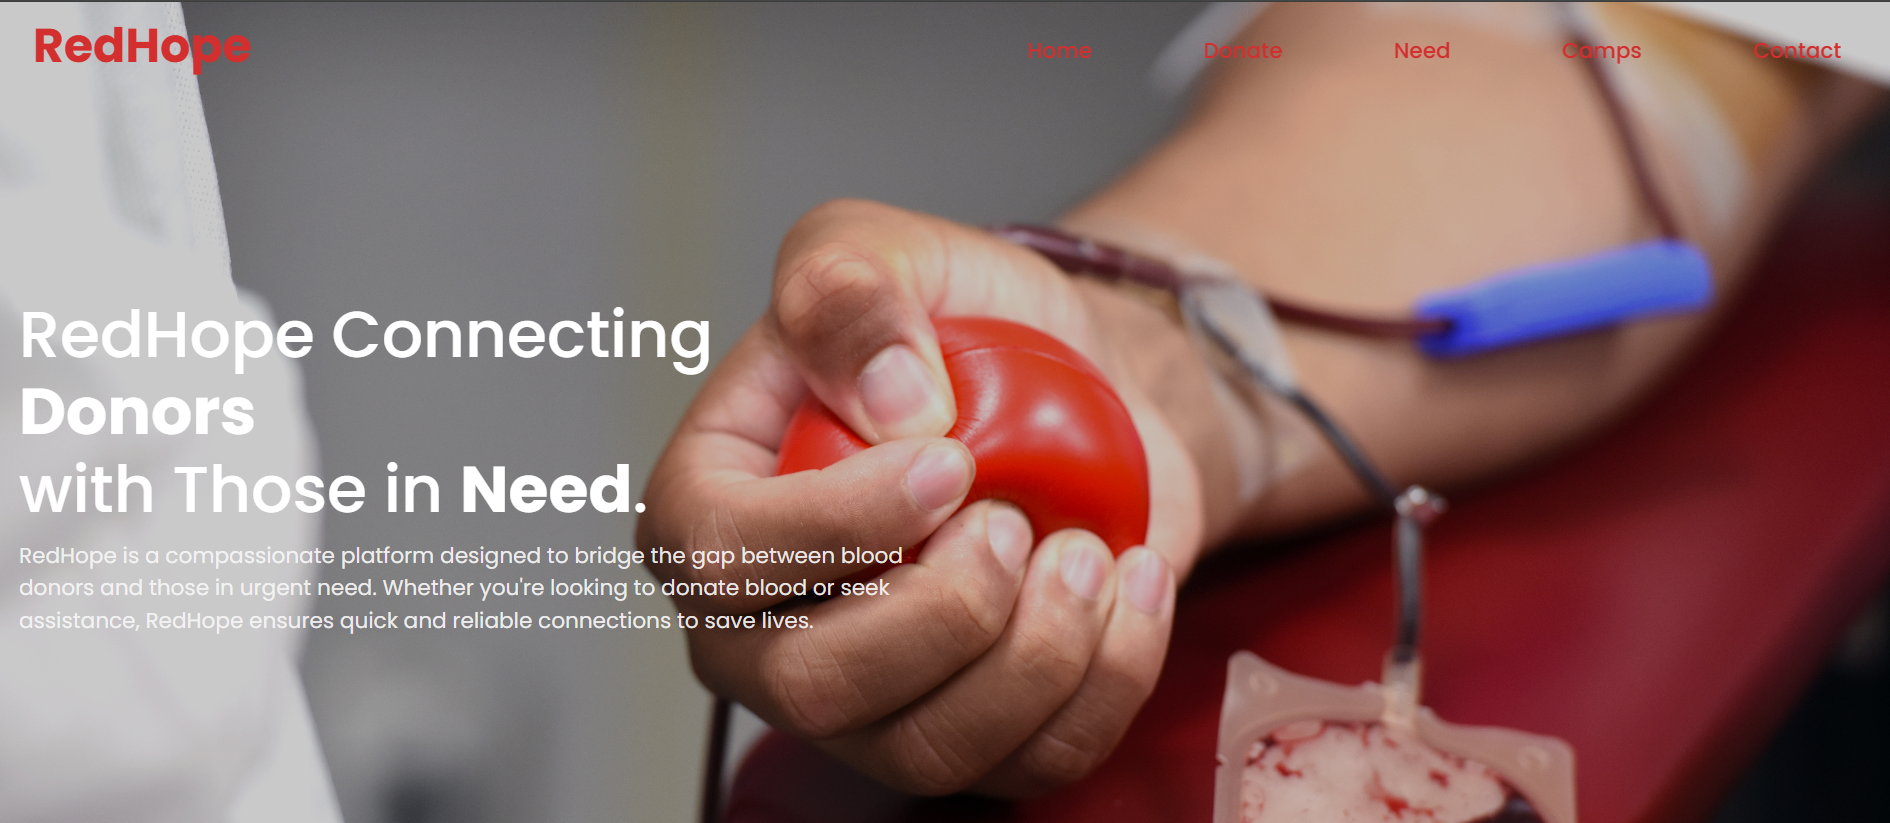 RedHope
Home Donate Need Camps Contact
RedHope Connecting
Donors
with Those in Need.
RedHope is a compassionate platform designed to bridge the gap between blood
donors and those in urgent need. Whether you're looking to donate blood or seek
assistance, RedHope ensures quick and reliable connections to save lives.